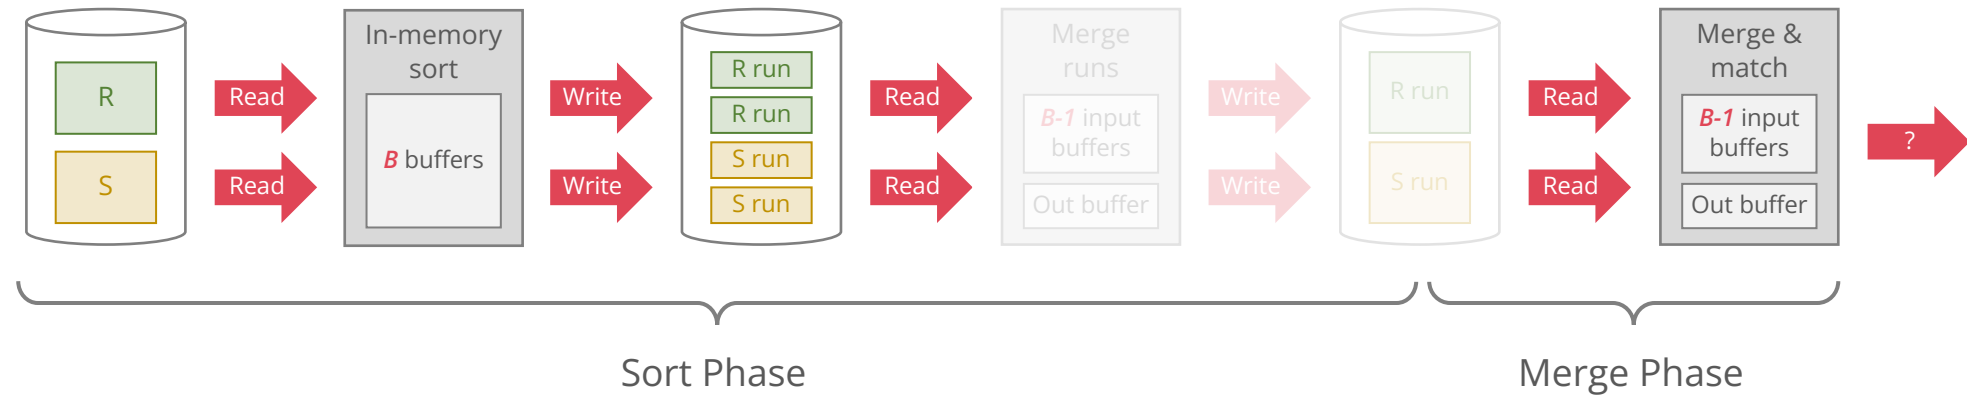 R
S
Read
Read
In-memory
sort
B buffers
Write
Write
R run
R run
S run
S run
Read
Read
Merge
runs
B-1 input
buffers
Out buffer
Write
Write
R run
S run
Read
Read
Merge &
match
B-1 input
buffers
Out buffer
?
Sort Phase
Merge Phase